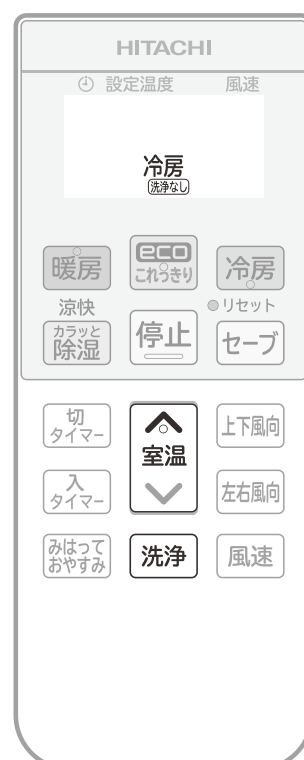 HITACHI
設定温度 風速
冷房
洗浄なし
暖房
eco
これっきり
冷房
涼快
カラッと
除湿
停止
リセット
セーブ
切
タイマー
室温
上下風向
入
タイマー
左右風向
みはって
おやすみ
洗浄
風速